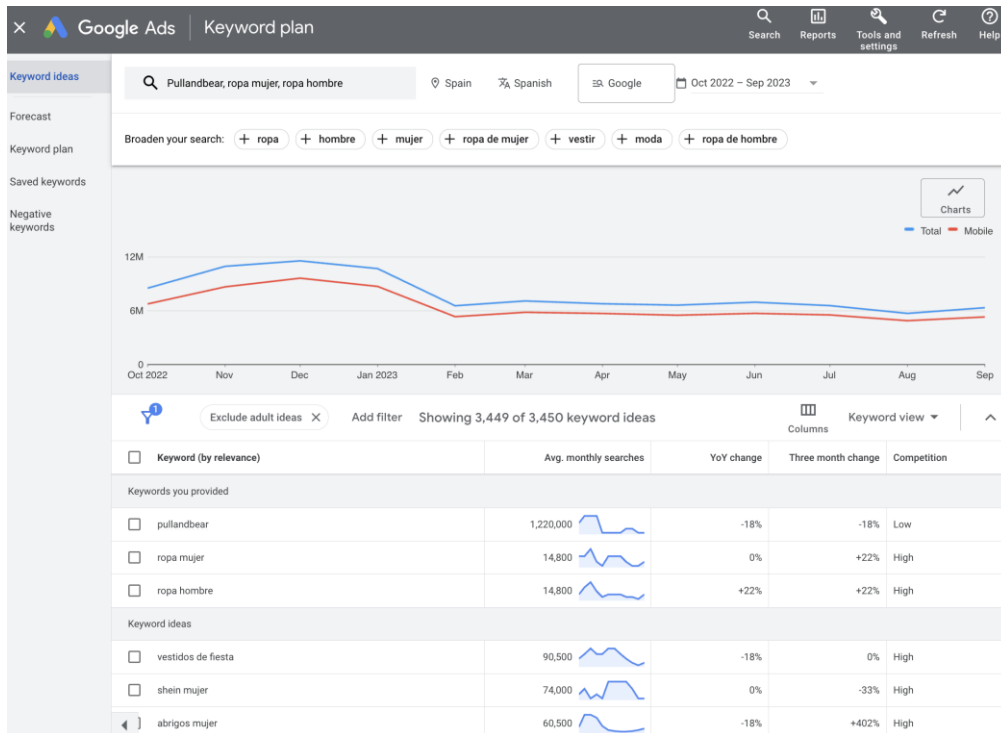 Google Ads | Keyword plan
Search
Reports
Tools and settings
Refresh
Help
Keyword ideas
Forecast
Keyword plan
Saved keywords
Negative keywords
Pullandbear, ropa mujer, ropa hombre
Spain
Spanish
Google
Oct 2022 – Sep 2023
Broaden your search: + ropa + hombre + mujer + ropa de mujer + vestir + moda + ropa de hombre
Charts
Total Mobile
12M
6M
0
Oct 2022 Nov Dec Jan 2023 Feb Mar Apr May Jun Jul Aug Sep
1
Exclude adult ideas X Add filter Showing 3,449 of 3,450 keyword ideas
Columns
Keyword view
Keyword (by relevance) Avg. monthly searches YoY change Three month change Competition
Keywords you provided
pullandbear 1,220,000 -18% -18% Low
ropa mujer 14,800 0% +22% High
ropa hombre 14,800 +22% +22% High
Keyword ideas
vestidos de fiesta 90,500 -18% 0% High
shein mujer 74,000 0% -33% High
abrigos mujer 60,500 -18% +402% High